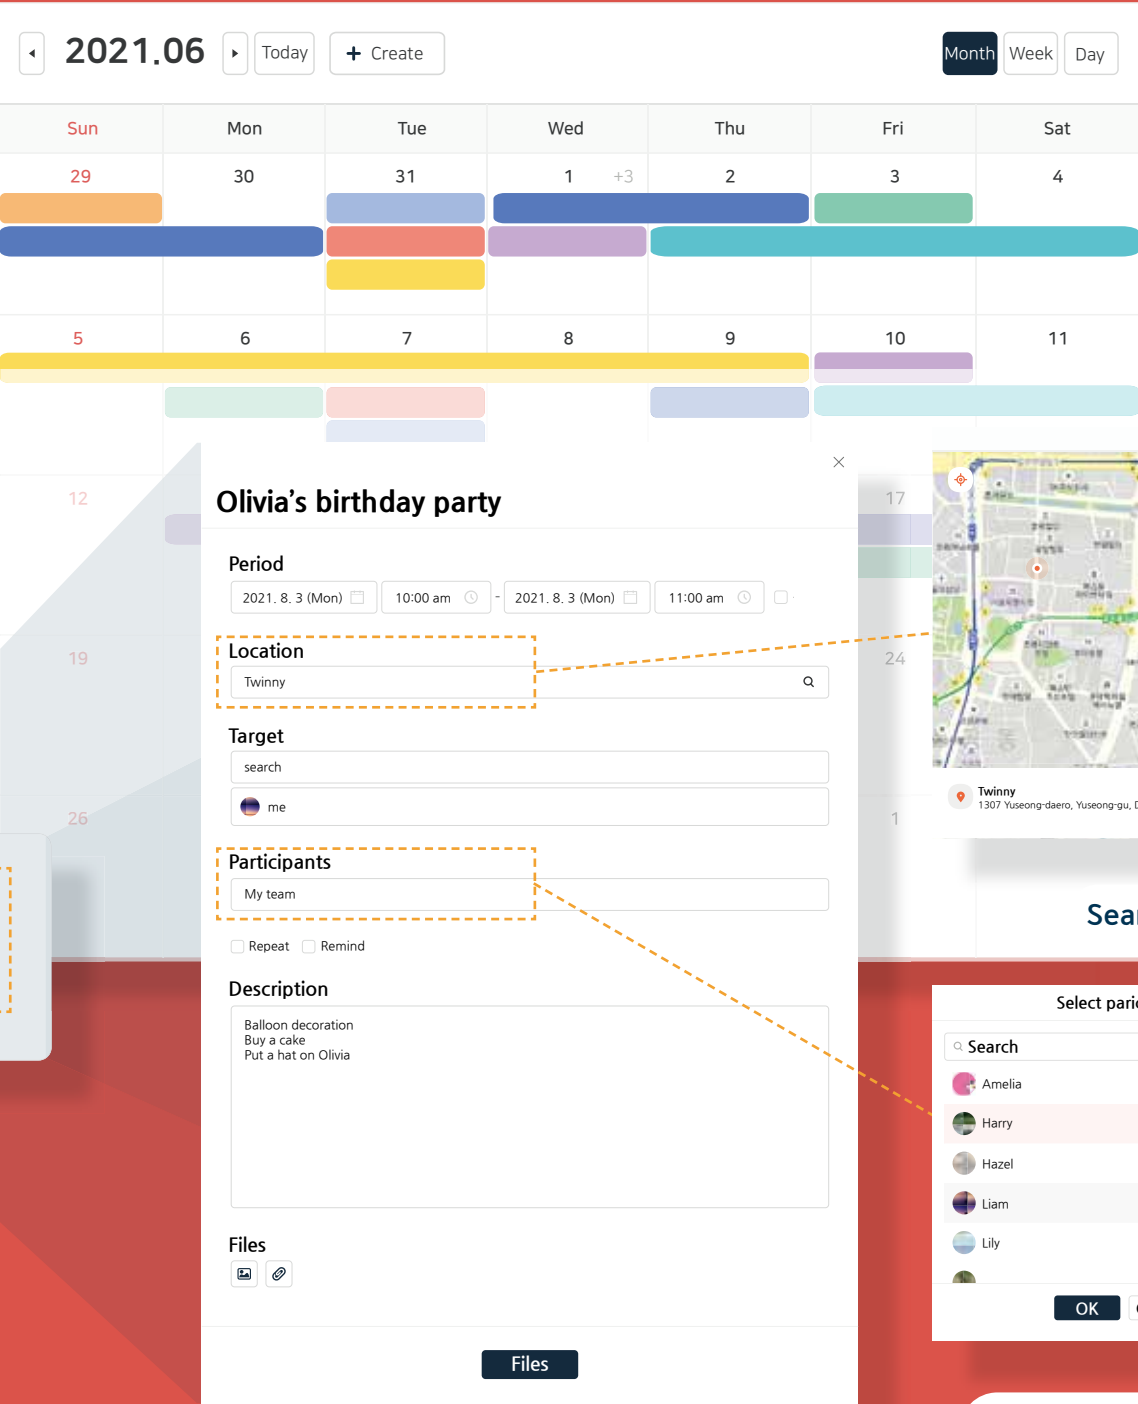 2021.06
Today
+ Create
Month
Week
Day
Sun Mon Tue Wed Thu Fri Sat
29 30 31 1 +3 2 3 4
5 6 7 8 9 10 11
12 17
19 24
26 1
Olivia's birthday party
Period
2021. 8. 3 (Mon) 10:00 am - 2021. 8. 3 (Mon) 11:00 am
Location
Twinny
Target
search
me
Participants
My team
Repeat Remind
Description
Balloon decoration
Buy a cake
Put a hat on Olivia
Files
Files
Twinny
1307 Yuseong-daero, Yuseong-gu, D
Sear
Select paric
Search
Amelia
Harry
Hazel
Liam
Lily
OK